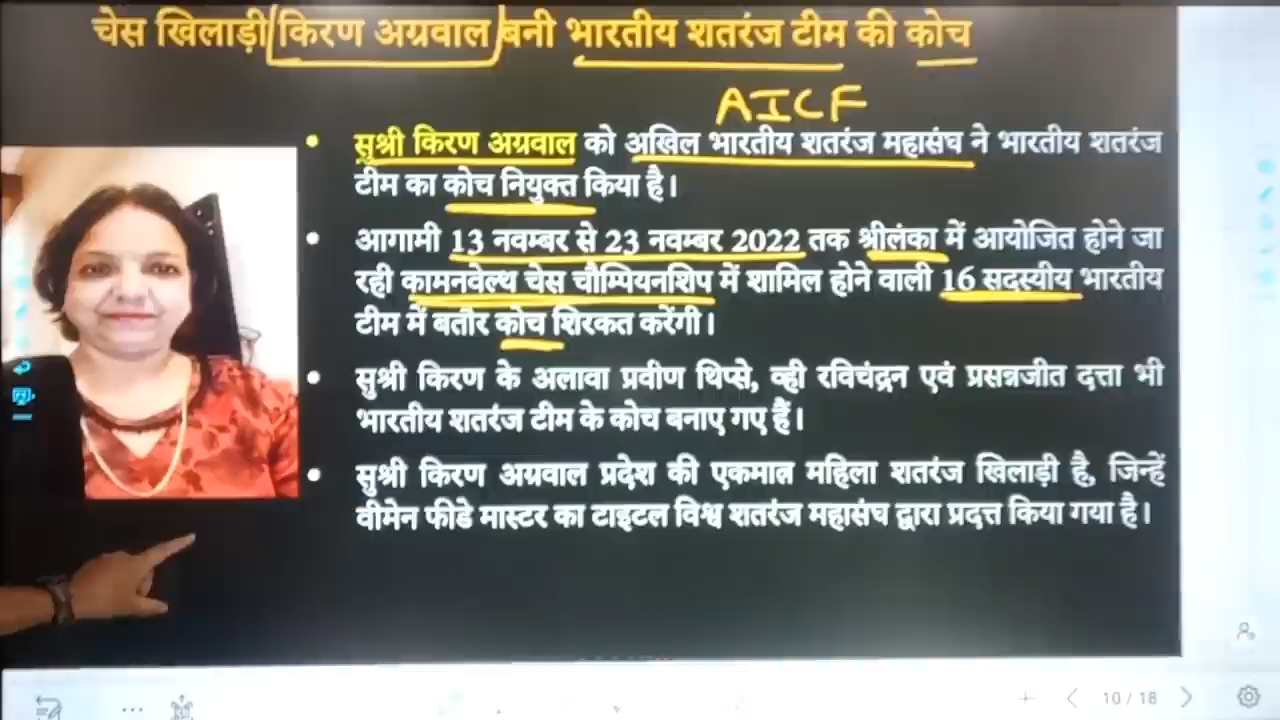 चेस खिलाड़ी किरण अग्रवाल बनी भारतीय शतरंज टीम की कोच
AICF
• सुश्री किरण अग्रवाल को अखिल भारतीय शतरंज महासंघ ने भारतीय शतरंज
टीम का कोच नियुक्त किया है।
• आगामी 13 नवम्बर से 23 नवम्बर 2022 तक श्रीलंका में आयोजित होने जा
रही कामनवेल्थ चेस चौम्पियनशिप में शामिल होने वाली 16 सदस्यीय भारतीय
टीम में बतौर कोच शिरकत करेंगी।
• सुश्री किरण के अलावा प्रवीण थिप्से, व्ही रविचंद्रन एवं प्रसन्नजीत दत्ता भी
भारतीय शतरंज टीम के कोच बनाए गए हैं।
• सुश्री किरण अग्रवाल प्रदेश की एकमात्र महिला शतरंज खिलाड़ी है, जिन्हें
वीमेन फीडे मास्टर का टाइटल विश्व शतरंज महासंघ द्वारा प्रदत्त किया गया है।
10 / 18